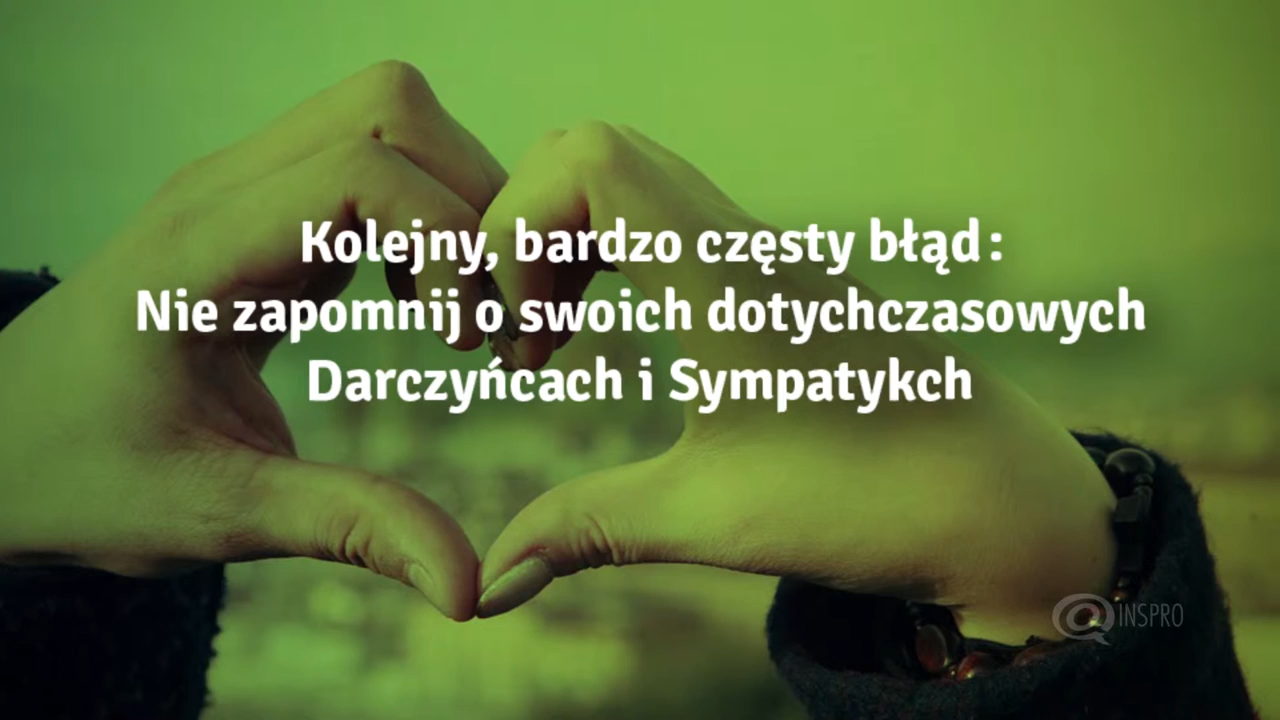 Kolejny, bardzo częsty błąd:
Nie zapomnij o swoich dotychczasowych
Darczyńcach i Sympatykch
INSPRO